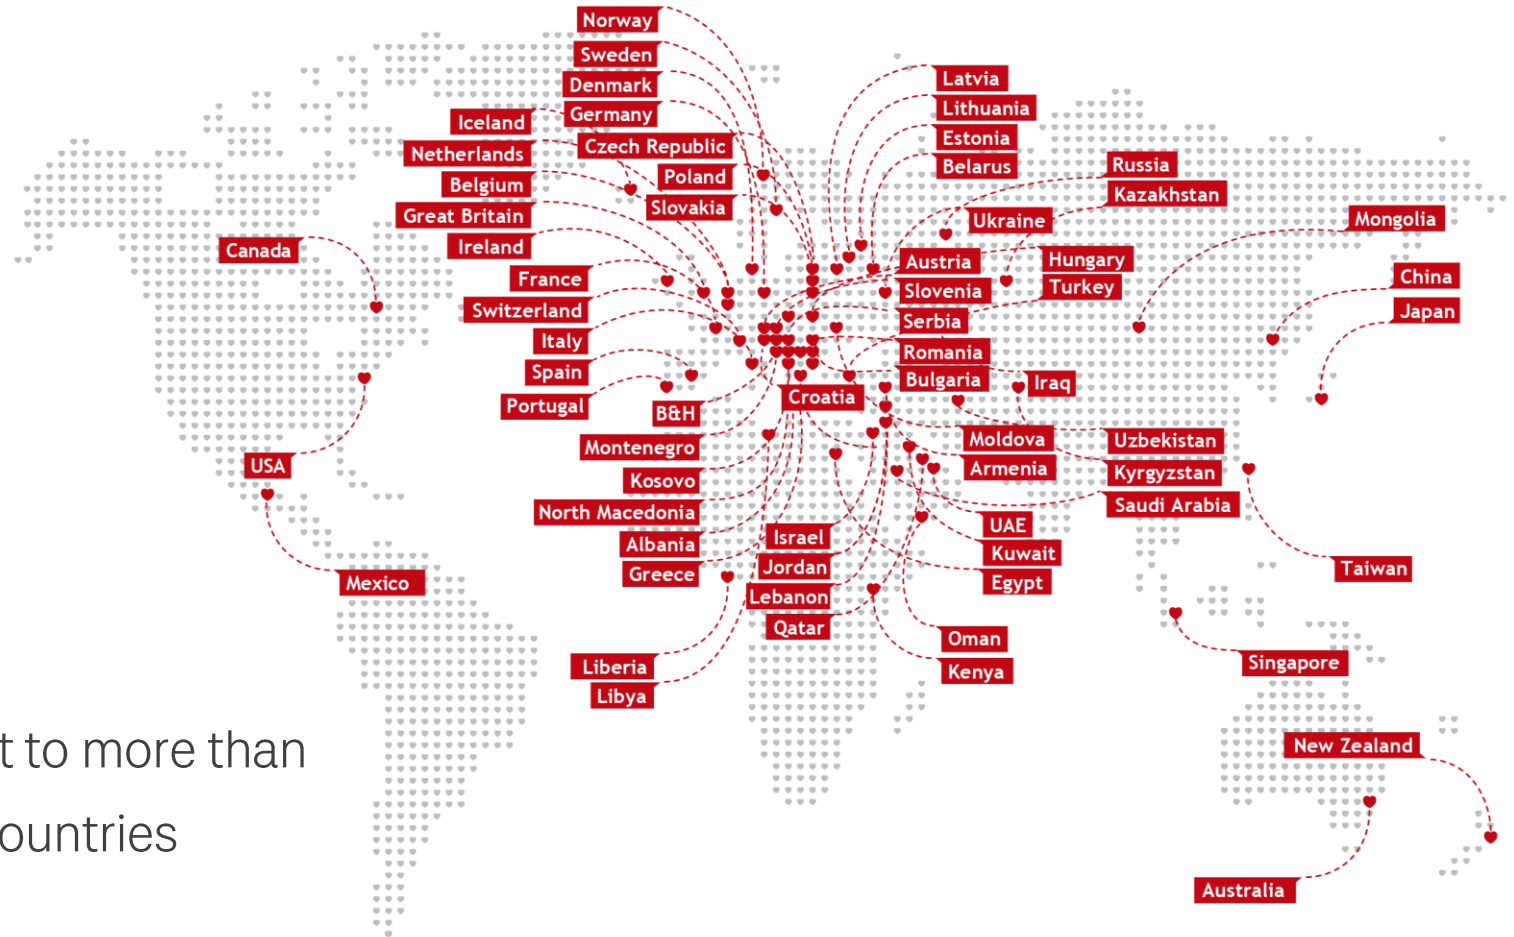 Norway
Sweden
Denmark
Germany
Iceland
Czech Republic
Netherlands
Poland
Belgium
Slovakia
Great Britain
Ireland
Canada
France
Switzerland
Italy
Spain
Portugal
B&H
Croatia
Montenegro
USA
Kosovo
North Macedonia
Albania
Greece
Mexico
Israel
Jordan
Lebanon
Qatar
Liberia
Libya
Latvia
Lithuania
Estonia
Belarus
Russia
Kazakhstan
Ukraine
Mongolia
Austria
Hungary
Slovenia
Turkey
China
Japan
Serbia
Romania
Bulgaria
Iraq
Moldova
Uzbekistan
Armenia
Kyrgyzstan
Saudi Arabia
UAE
Kuwait
Egypt
Taiwan
Oman
Kenya
Singapore
New Zealand
Australia
t to more than
ountries